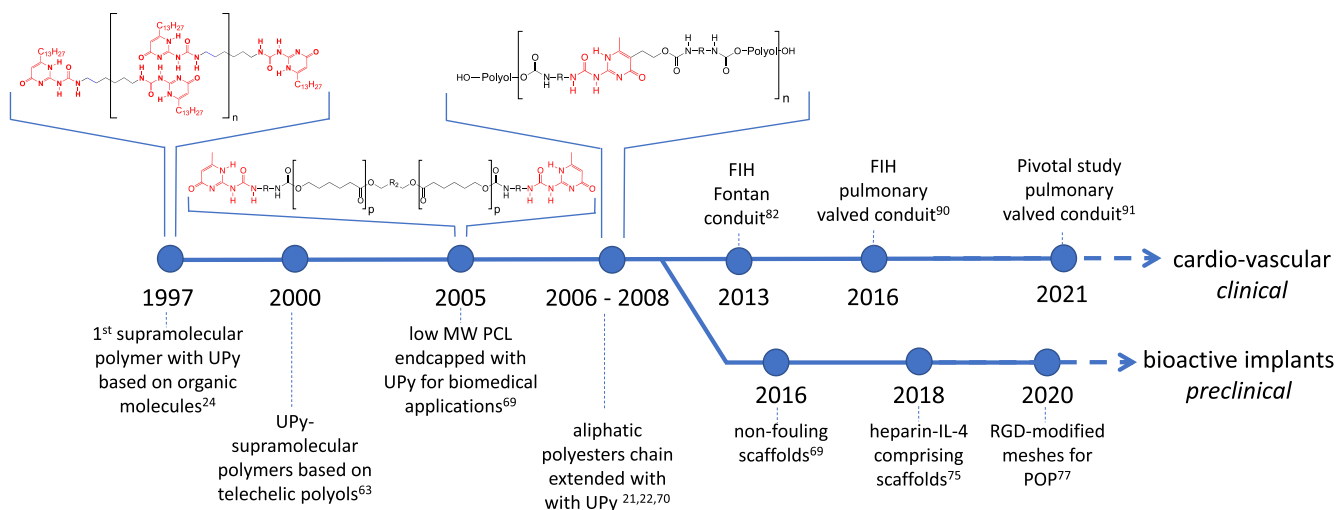 C13H27
C13H27
C13H27
C13H27
n
HO—Polyol
R
R
Polyol
OH
n
R
p
R2
p
R
FIH
Fontan
conduit82
FIH
pulmonary
valved conduit90
Pivotal study
pulmonary
valved conduit91
1997
2000
2005
2006 - 2008
2013
2016
2021
cardio-vascular
clinical
1st supramolecular
polymer with UPy
based on organic
molecules24
UPy-
supramolecular
polymers based on
telechelic polyols63
low MW PCL
endcapped with
UPy for biomedical
applications69
aliphatic
polyesters chain
extended with
with UPy 21,22,70
2016
2018
2020
bioactive implants
preclinical
non-fouling
scaffolds69
heparin-IL-4
comprising
scaffolds75
RGD-modified
meshes for
POP77